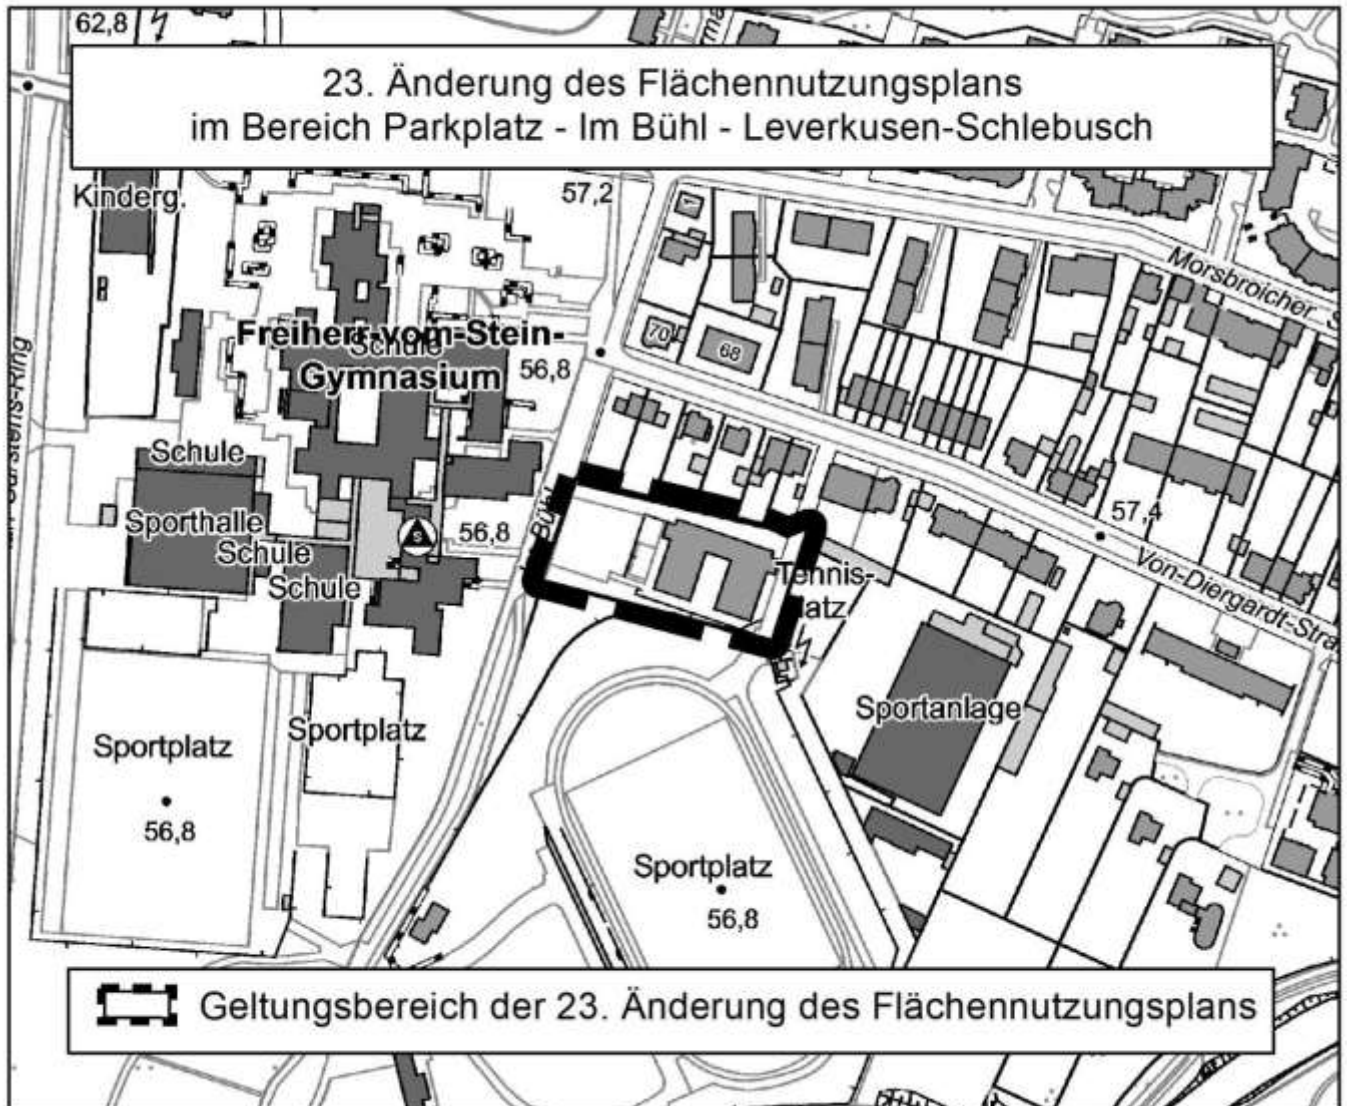 62,8
23. Änderung des Flächennutzungsplans
im Bereich Parkplatz - Im Bühl - Leverkusen-Schlebusch
Kinderg.
57,2
1
Morsbroicher
70
68
Freiherr-vom-Stein-
Schule
Gymnasium
56,8
Schule
57,4
Sporthalle
56,8
Bühl
Schule
Schule
S
Tennis-
Von-Diergardt-Stra
Sportanlage
Sportplatz
Sportplatz
56,8
Sportplatz
56,8
Geltungsbereich der 23. Änderung des Flächennutzungsplans